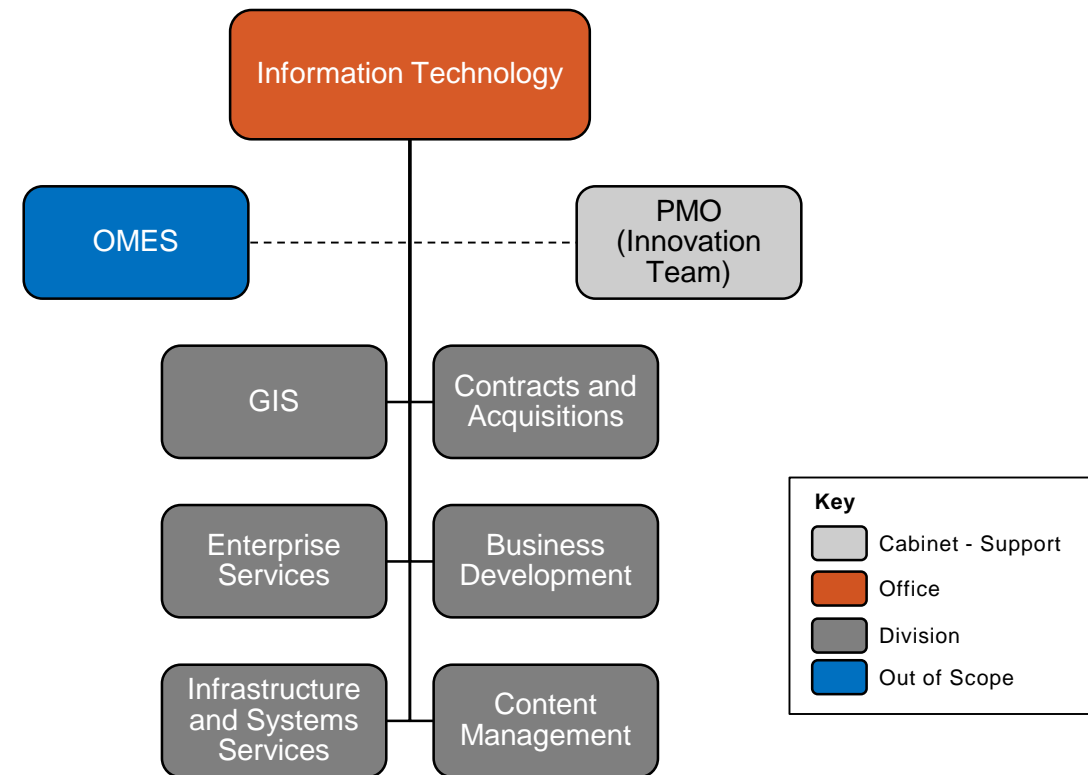 Information Technology
OMES
PMO
(Innovation
Team)
GIS
Contracts and
Acquisitions
Enterprise
Services
Business
Development
Infrastructure
and Systems
Services
Content
Management
Key
Cabinet - Support
Office
Division
Out of Scope